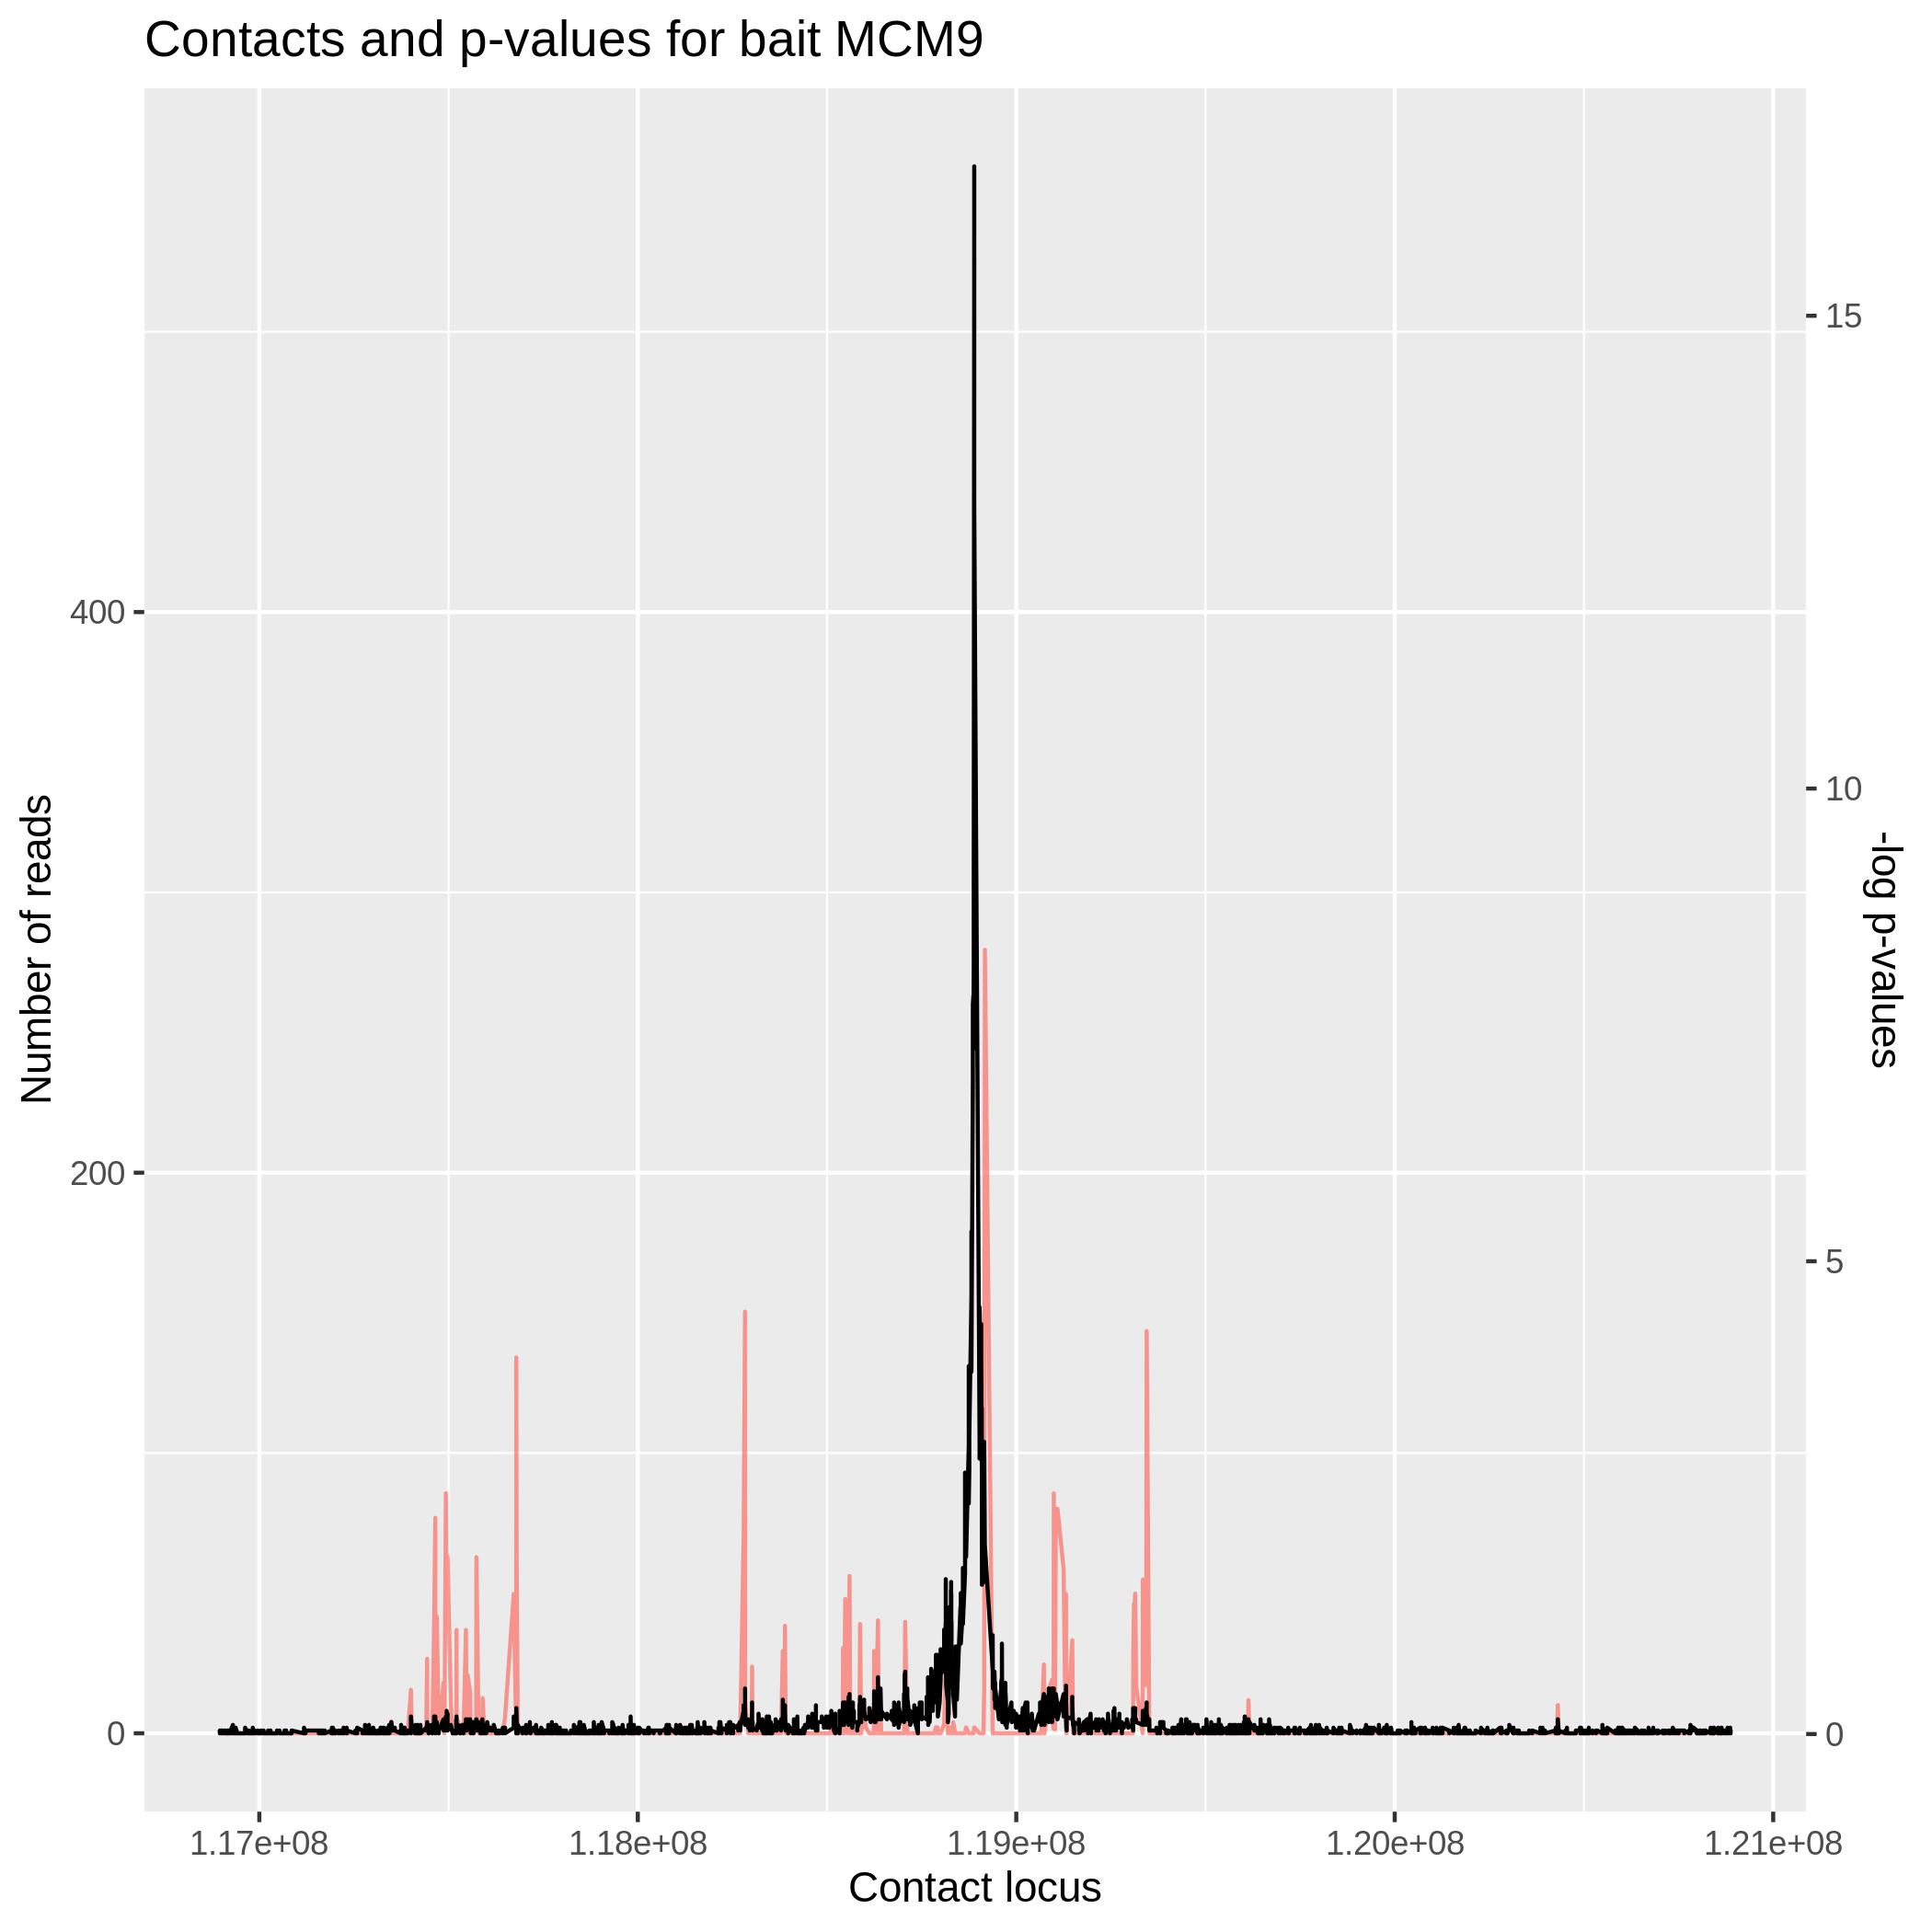 Contacts and p-values for bait MCM9
Number of reads
400
200
0
15
10
5
0
-log p-values
1.17e+08 1.18e+08 1.19e+08 1.20e+08 1.21e+08
Contact locus